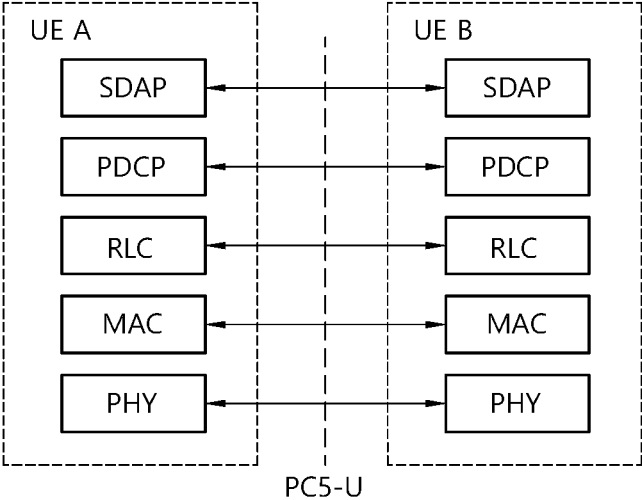 UE A
UE B
SDAP
SDAP
PDCP
PDCP
RLC
RLC
MAC
MAC
PHY
PHY
PC5-U